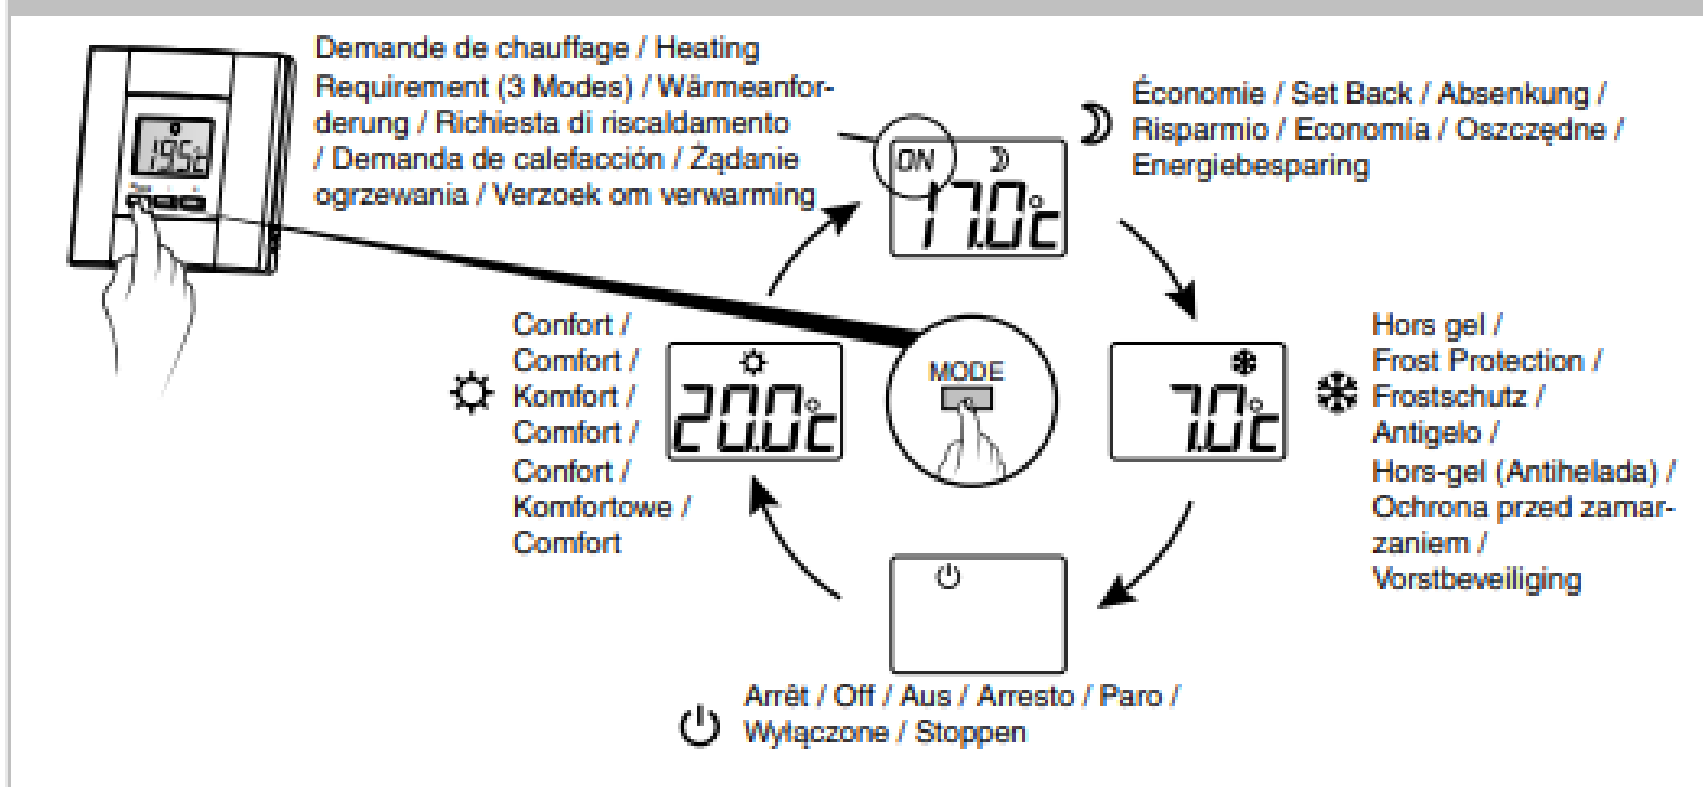 Demande de chauffage / Heating
Requirement (3 Modes) / Wärmeanfor-
derung / Richiesta di riscaldamento
/ Demanda de calefacción / Żądanie
ogrzewania / Verzoek om verwarming
19.5c
ON
17.0°c
Économie / Set Back / Absenkung /
Risparmio / Economía / Oszczędne /
Energiebesparing
Confort /
Comfort /
Komfort /
Comfort /
Confort /
Komfortowe /
Comfort
20.0°c
MODE
7.0°c
Hors gel /
Frost Protection /
Frostschutz /
Antigelo /
Hors-gel (Antihelada) /
Ochrona przed zamar-
zaniem /
Vorstbeveiliging
Arrêt / Off / Aus / Arresto / Paro /
Wyłączone / Stoppen